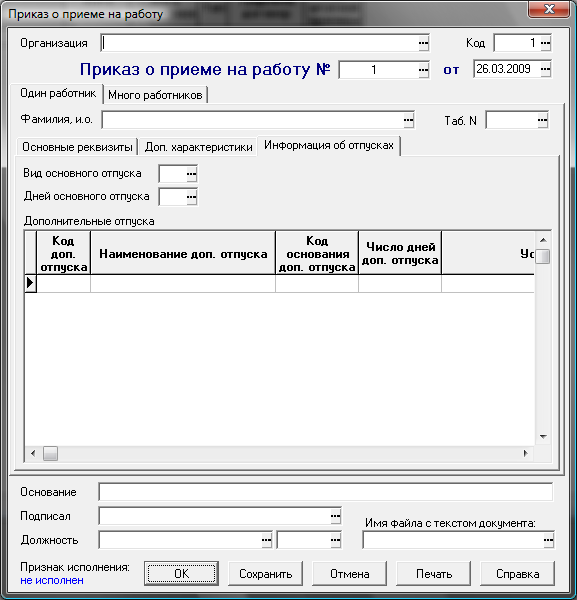 Приказ о приеме на работу
Организация
Код 1
Приказ о приеме на работу № 1 от 26.03.2009
Один работник Много работников
Фамилия, и.о. Таб. N
Основные реквизиты Доп. характеристики Информация об отпусках
Вид основного отпуска
Дней основного отпуска
Дополнительные отпуска
Код доп. отпуска
Наименование доп. отпуска
Код основания доп. отпуска
Число дней доп. отпуска
Основание
Подписал
Имя файла с текстом документа:
Должность
Признак исполнения:
не исполнен
OK Сохранить Отмена Печать Справка